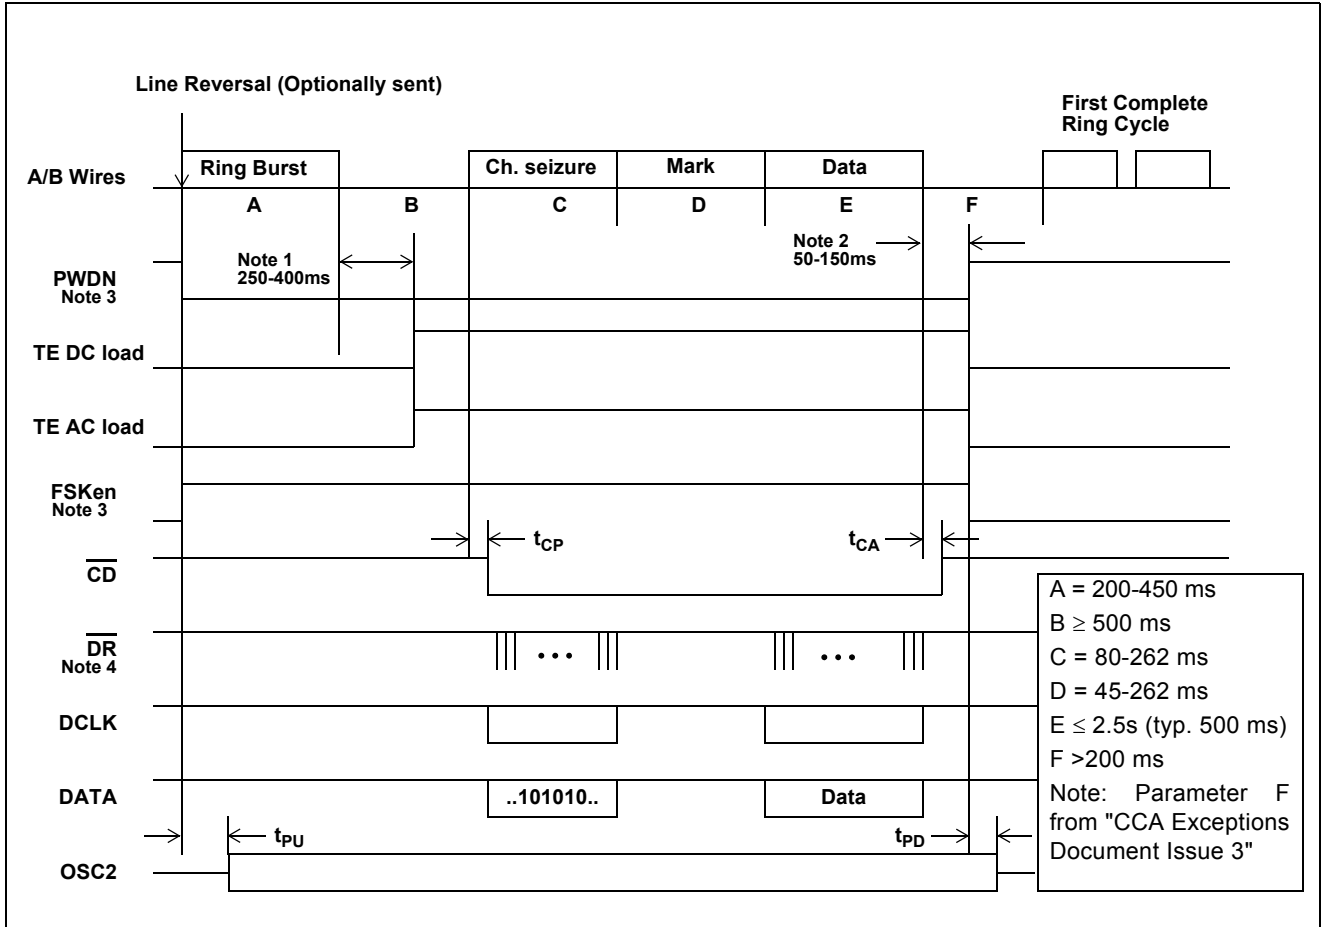 Line Reversal (Optionally sent)
First Complete
Ring Cycle
A/B Wires
Ring Burst
Ch. seizure
Mark
Data
A
B
C
D
E
F
Note 1
250-400ms
Note 2
50-150ms
PWDN
Note 3
TE DC load
TE AC load
FSKen
Note 3
tCP
tCA
CD
DR
Note 4
• • •
• • •
DCLK
DATA
..101010..
Data
tPU
tPD
OSC2
A = 200-450 ms
B ≥ 500 ms
C = 80-262 ms
D = 45-262 ms
E ≤ 2.5s (typ. 500 ms)
F >200 ms
Note: Parameter F
from "CCA Exceptions
Document Issue 3"